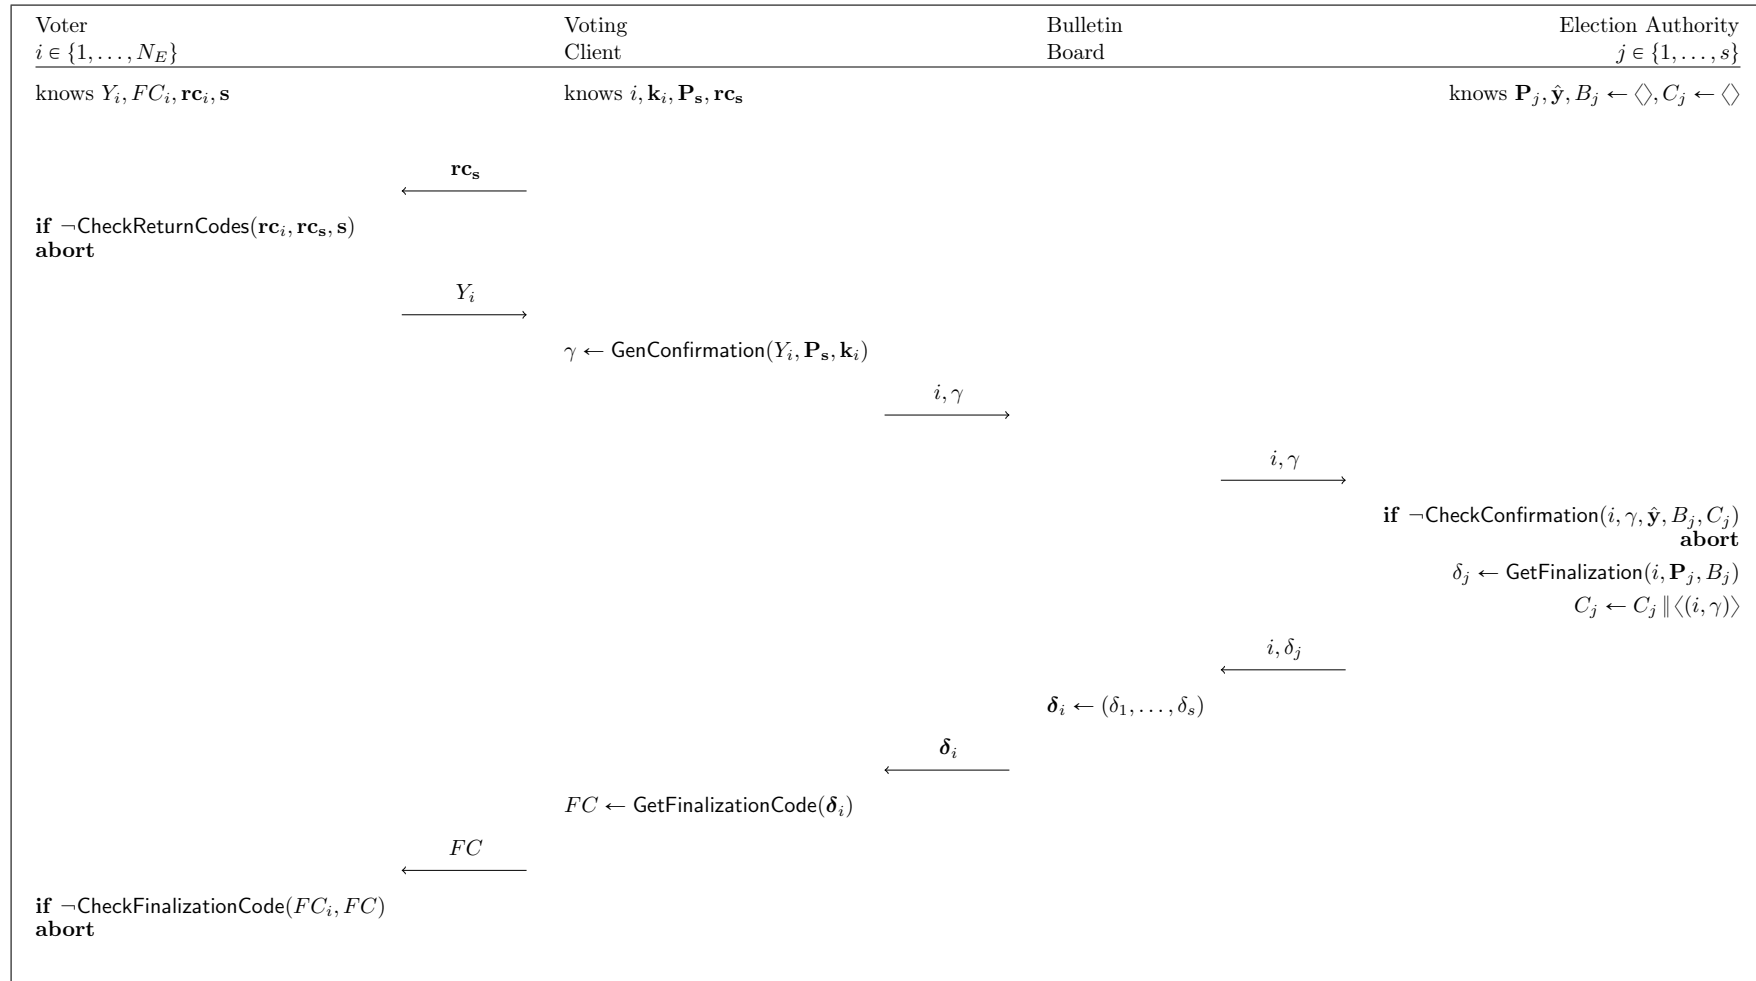 Voter Voting Bulletin Election Authority
i ∈ {1, . . . , N_E} Client Board j ∈ {1, . . . , s}
knows Y_i, FC_i, rc_i, s knows i, k_i, P_s, rc_s knows P_j, ŷ, B_j ← ⟨⟩, C_j ← ⟨⟩
rc_s
if ¬CheckReturnCodes(rc_i, rc_s, s)
abort
Y_i
γ ← GenConfirmation(Y_i, P_s, k_i)
i, γ
i, γ
if ¬CheckConfirmation(i, γ, ŷ, B_j, C_j)
abort
δ_j ← GetFinalization(i, P_j, B_j)
C_j ← C_j ∥ ⟨(i, γ)⟩
i, δ_j
δ_i ← (δ_1, . . . , δ_s)
δ_i
FC ← GetFinalizationCode(δ_i)
FC
if ¬CheckFinalizationCode(FC_i, FC)
abort